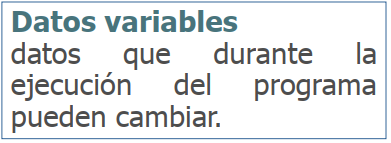 Datos variables
datos que durante la
ejecución del programa
pueden cambiar.